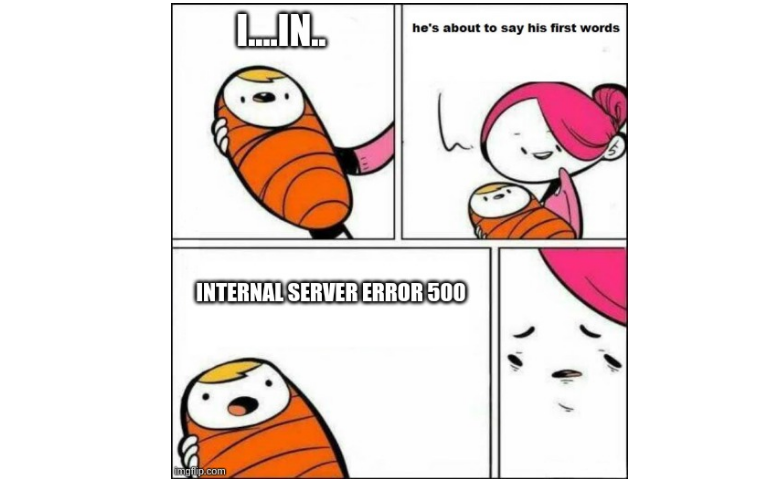 I....IN..
he's about to say his first words
INTERNAL SERVER ERROR 500
imgflip.com